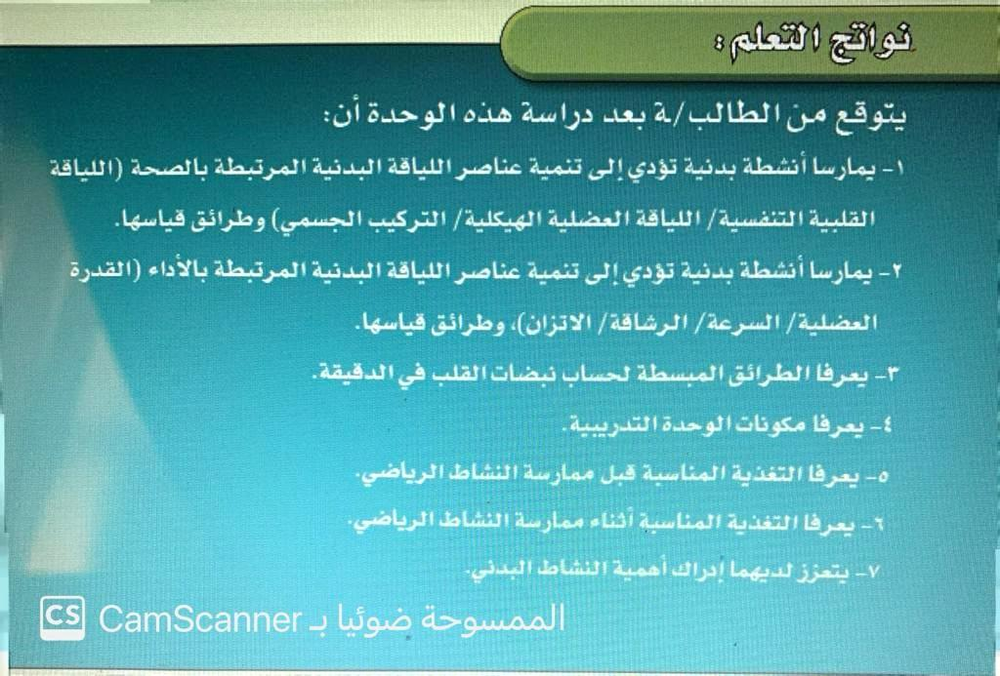 نواتج التعلم:
يتوقع من الطالب/ـة بعد دراسة هذه الوحدة أن:
١- يمارسا أنشطة بدنية تؤدي إلى تنمية عناصر اللياقة البدنية المرتبطة بالصحة (اللياقة
القلبية التنفسية/ اللياقة العضلية الهيكلية/ التركيب الجسمي) وطرائق قياسها.
٢- يمارسا أنشطة بدنية تؤدي إلى تنمية عناصر اللياقة البدنية المرتبطة بالأداء (القدرة
العضلية/ السرعة/ الرشاقة/ الاتزان)، وطرائق قياسها.
٣- يعرفا الطرائق المبسطة لحساب نبضات القلب في الدقيقة.
٤- يعرفا مكونات الوحدة التدريبية.
٥- يعرفا التغذية المناسبة قبل ممارسة النشاط الرياضي.
٦- يعرفا التغذية المناسبة أثناء ممارسة النشاط الرياضي.
٧- يتعزز لديهما إدراك أهمية النشاط البدني.
الممسوحة ضوئيا بـ CamScanner
CS